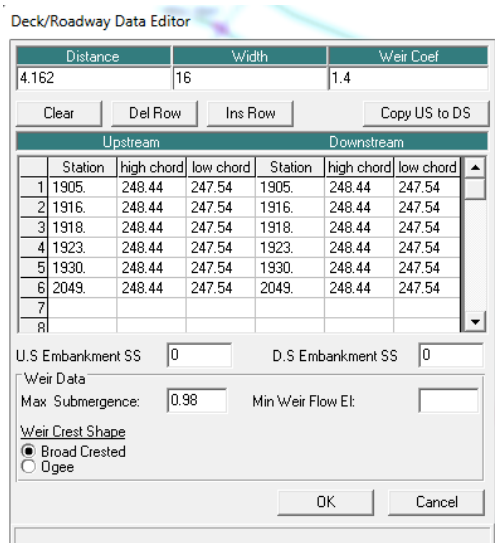 Deck/Roadway Data Editor
Distance Width Weir Coef
4.162 16 1.4
Clear Del Row Ins Row Copy US to DS
Upstream Downstream
Station high chord low chord Station high chord low chord
1 1905. 248.44 247.54 1905. 248.44 247.54
2 1916. 248.44 247.54 1916. 248.44 247.54
3 1918. 248.44 247.54 1918. 248.44 247.54
4 1923. 248.44 247.54 1923. 248.44 247.54
5 1930. 248.44 247.54 1930. 248.44 247.54
6 2049. 248.44 247.54 2049. 248.44 247.54
7
8
U.S Embankment SS 0 D.S Embankment SS 0
Weir Data
Max Submergence: 0.98 Min Weir Flow El:
Weir Crest Shape
Broad Crested
Ogee
OK Cancel